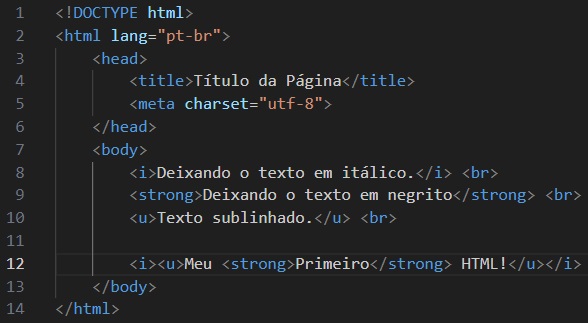 1 <!DOCTYPE html>
2 <html lang="pt-br">
3 <head>
4 <title>Título da Página</title>
5 <meta charset="utf-8">
6 </head>
7 <body>
8 <i>Deixando o texto em itálico.</i> <br>
9 <strong>Deixando o texto em negrito</strong> <br>
10 <u>Texto sublinhado.</u> <br>
11
12 <i><u>Meu <strong>Primeiro</strong> HTML!</u></i>
13 </body>
14 </html>